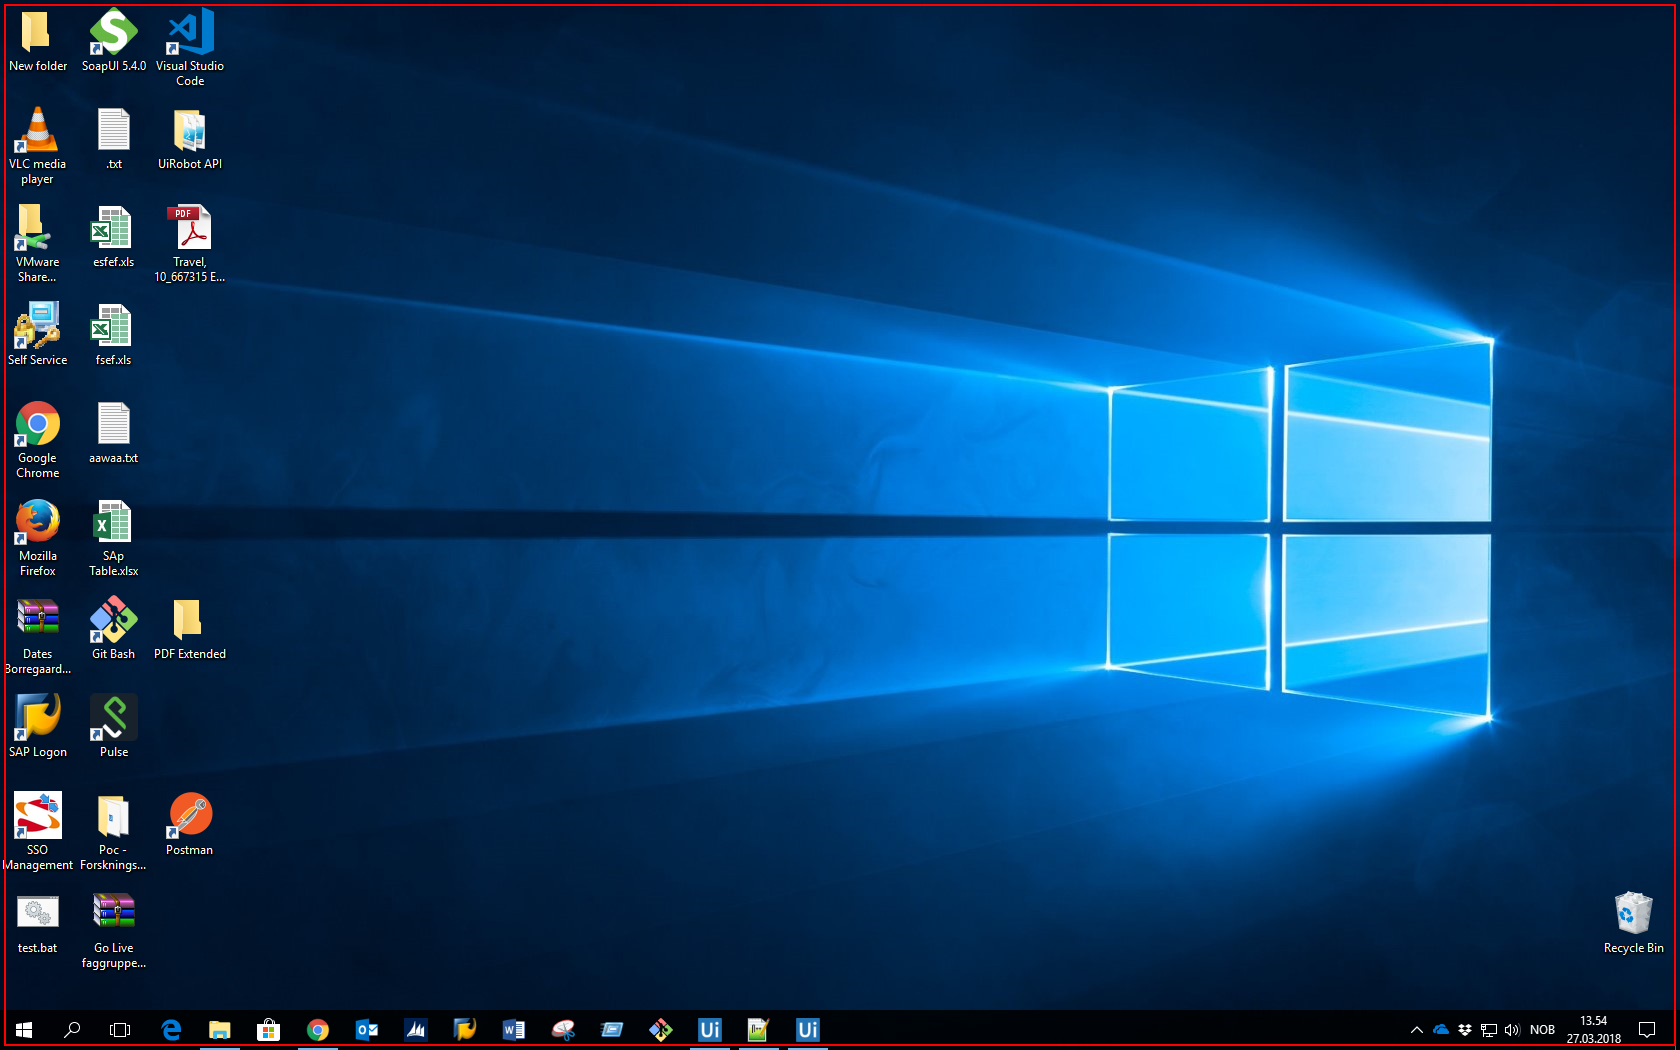 New folder
SoapUI 5.4.0
Visual Studio
Code
VLC media
player
.txt
UiRobot API
VMware
Share...
esfef.xls
PDF
Travel,
10_667315 E...
Self Service
fsef.xls
Google
Chrome
aawaa.txt
Mozilla
Firefox
SAp
Table.xlsx
Dates
Borregaard...
Git Bash
PDF Extended
SAP Logon
Pulse
SSO
Management
Poc -
Forsknings...
Postman
test.bat
Go Live
faggruppe...
Recycle Bin
Ui
Ui
NOB
13.54
27.03.2018